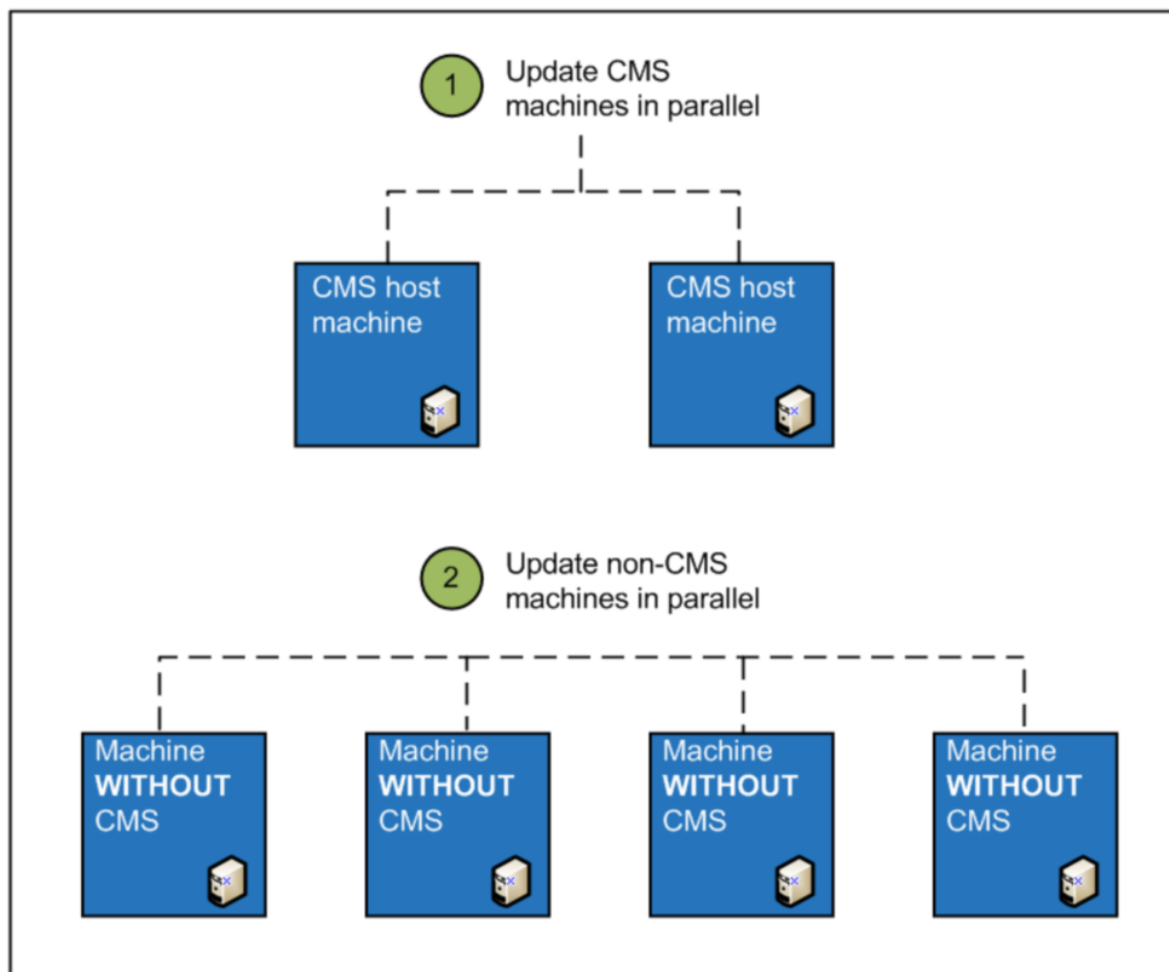 1
Update CMS
machines in parallel
CMS host
machine
CMS host
machine
2
Update non-CMS
machines in parallel
Machine
WITHOUT
CMS
Machine
WITHOUT
CMS
Machine
WITHOUT
CMS
Machine
WITHOUT
CMS